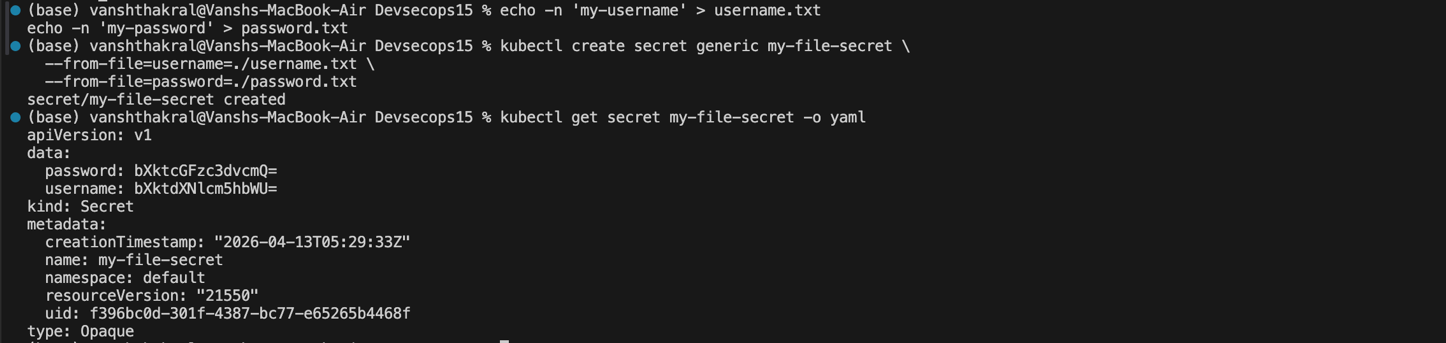 (base) vanshthakral@Vanshs-MacBook-Air Devsecops15 % echo -n 'my-username' > username.txt
echo -n 'my-password' > password.txt
(base) vanshthakral@Vanshs-MacBook-Air Devsecops15 % kubectl create secret generic my-file-secret \
  --from-file=username=./username.txt \
  --from-file=password=./password.txt
secret/my-file-secret created
(base) vanshthakral@Vanshs-MacBook-Air Devsecops15 % kubectl get secret my-file-secret -o yaml
apiVersion: v1
data:
  password: bXktcGFzc3dvcmQ=
  username: bXktdXNlcm5hbWU=
kind: Secret
metadata:
  creationTimestamp: "2026-04-13T05:29:33Z"
  name: my-file-secret
  namespace: default
  resourceVersion: "21550"
  uid: f396bc0d-301f-4387-bc77-e65265b4468f
type: Opaque